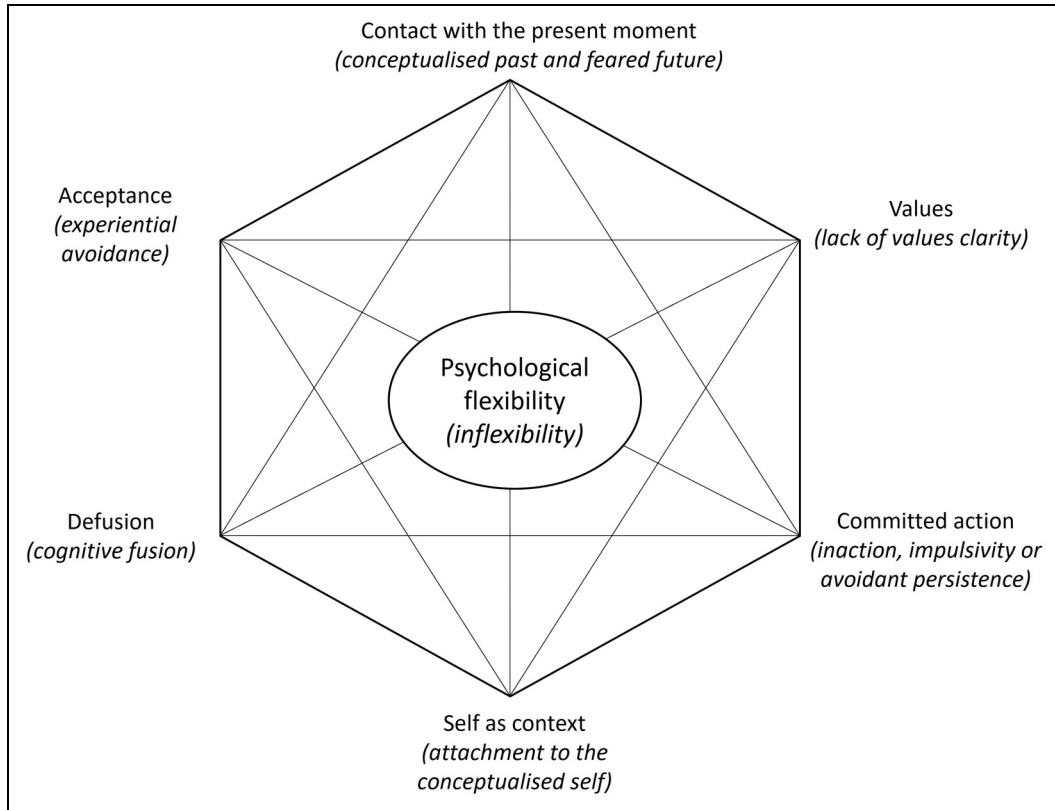 Contact with the present moment
(conceptualised past and feared future)
Acceptance
(experiential
avoidance)
Values
(lack of values clarity)
Psychological
flexibility
(inflexibility)
Defusion
(cognitive fusion)
Committed action
(inaction, impulsivity or
avoidant persistence)
Self as context
(attachment to the
conceptualised self)